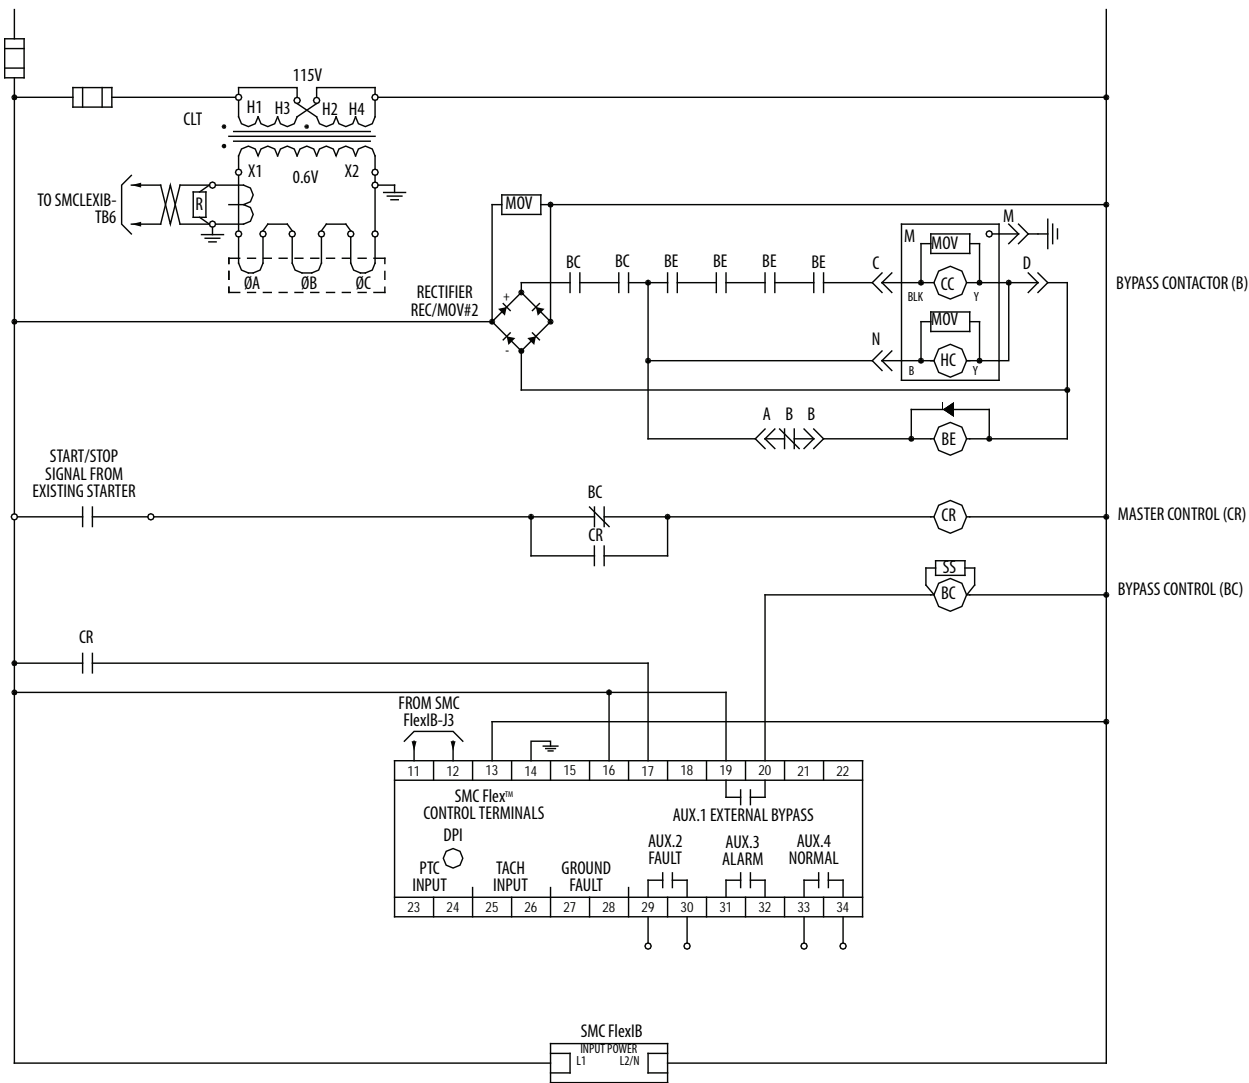 115V
H1 H3 H2 H4
CLT
X1 0.6V X2
TO SMCLEXIB-
TB6
R
ØA ØB ØC
MOV
RECTIFIER
REC/MOV#2
+
-
BC BC BE BE BE BE C
M MOV
M
CC
BLK Y
D
BYPASS CONTACTOR (B)
MOV
N
HC
B Y
A B B
BE
START/STOP
SIGNAL FROM
EXISTING STARTER
BC
CR
CR
MASTER CONTROL (CR)
SS
BC
BYPASS CONTROL (BC)
CR
FROM SMC
FlexIB-J3
11 12 13 14 15 16 17 18 19 20 21 22
SMC Flex™
CONTROL TERMINALS
AUX.1 EXTERNAL BYPASS
DPI
PTC
INPUT
TACH
INPUT
GROUND
FAULT
AUX.2
FAULT
AUX.3
ALARM
AUX.4
NORMAL
23 24 25 26 27 28 29 30 31 32 33 34
SMC FlexIB
INPUT POWER
L1 L2/N